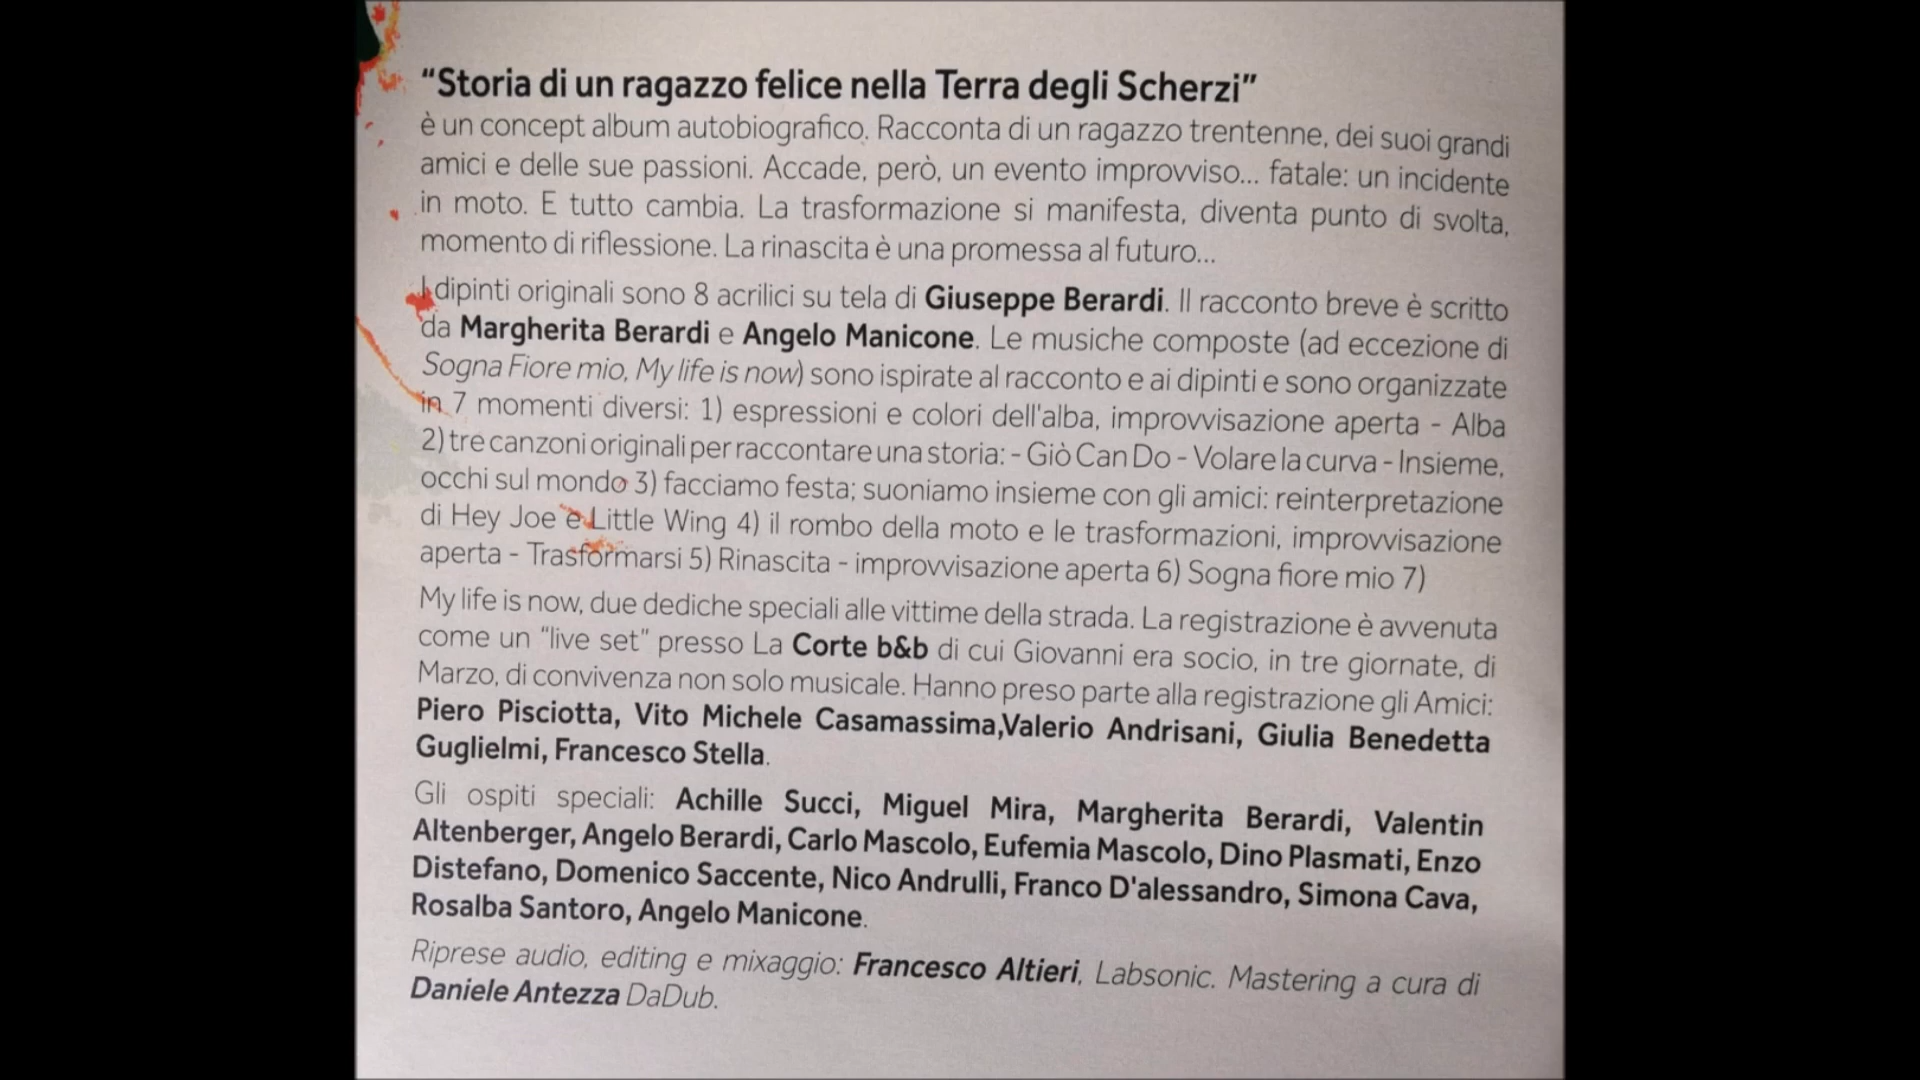 “Storia di un ragazzo felice nella Terra degli Scherzi”
è un concept album autobiografico. Racconta di un ragazzo trentenne, dei suoi grandi
amici e delle sue passioni. Accade, però, un evento improvviso... fatale: un incidente
in moto. E tutto cambia. La trasformazione si manifesta, diventa punto di svolta,
momento di riflessione. La rinascita è una promessa al futuro...
I dipinti originali sono 8 acrilici su tela di Giuseppe Berardi. Il racconto breve è scritto
da Margherita Berardi e Angelo Manicone. Le musiche composte (ad eccezione di
Sogna Fiore mio, My life is now) sono ispirate al racconto e ai dipinti e sono organizzate
in 7 momenti diversi: 1) espressioni e colori dell'alba, improvvisazione aperta - Alba
2) tre canzoni originali per raccontare una storia: - Giò Can Do - Volare la curva - Insieme,
occhi sul mondo 3) facciamo festa; suoniamo insieme con gli amici: reinterpretazione
di Hey Joe e Little Wing 4) il rombo della moto e le trasformazioni, improvvisazione
aperta - Trasformarsi 5) Rinascita - improvvisazione aperta 6) Sogna fiore mio 7)
My life is now, due dediche speciali alle vittime della strada. La registrazione è avvenuta
come un “live set” presso La Corte b&b di cui Giovanni era socio, in tre giornate, di
Marzo, di convivenza non solo musicale. Hanno preso parte alla registrazione gli Amici:
Piero Pisciotta, Vito Michele Casamassima,Valerio Andrisani, Giulia Benedetta
Guglielmi, Francesco Stella.
Gli ospiti speciali: Achille Succi, Miguel Mira, Margherita Berardi, Valentin
Altenberger, Angelo Berardi, Carlo Mascolo, Eufemia Mascolo, Dino Plasmati, Enzo
Distefano, Domenico Saccente, Nico Andrulli, Franco D'alessandro, Simona Cava,
Rosalba Santoro, Angelo Manicone.
Riprese audio, editing e mixaggio: Francesco Altieri, Labsonic. Mastering a cura di
Daniele Antezza DaDub.